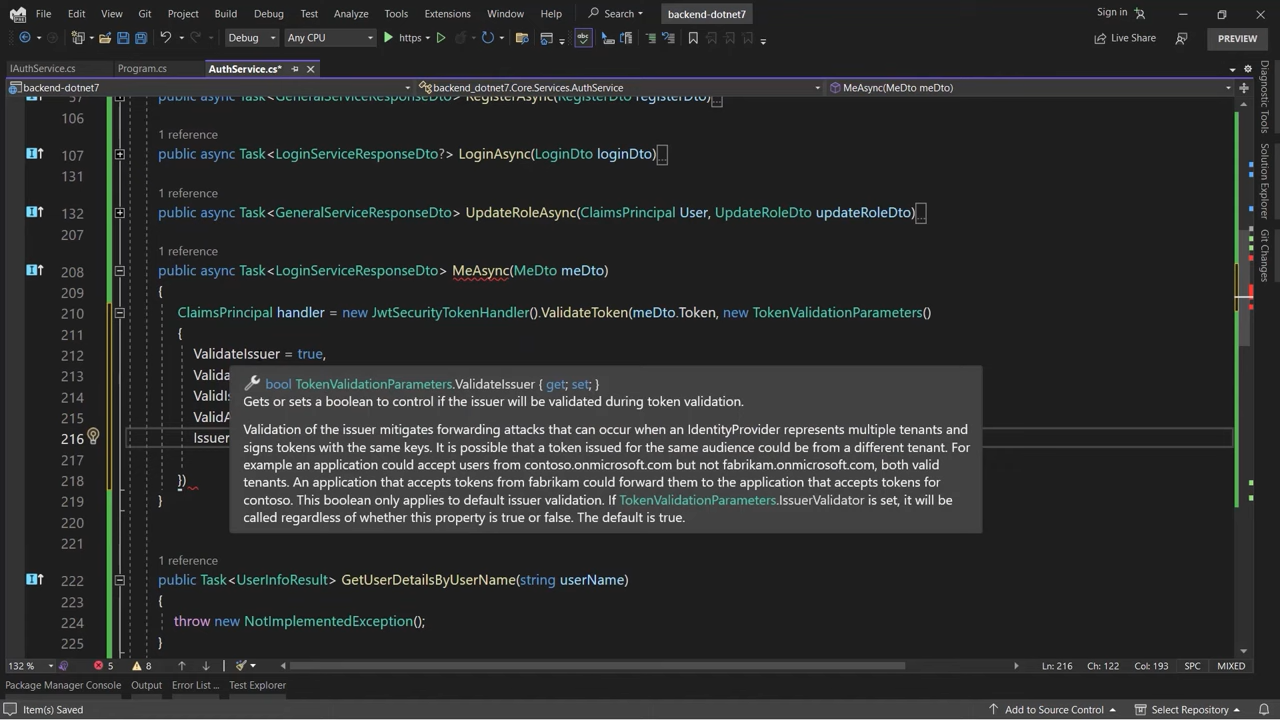 File Edit View Git Project Build Debug Test Analyze Tools Extensions Window Help Search backend-dotnet7 Sign in
Debug Any CPU https Live Share PREVIEW
IAuthService.cs Program.cs AuthService.cs*
backend-dotnet7 backend_dotnet7.Core.Services.AuthService MeAsync(MeDto meDto)
57 public async Task<GeneralServiceResponseDto> RegisterAsync(RegisterDto registerDto)...
106
1 reference
107 public async Task<LoginServiceResponseDto?> LoginAsync(LoginDto loginDto)...
131
1 reference
132 public async Task<GeneralServiceResponseDto> UpdateRoleAsync(ClaimsPrincipal User, UpdateRoleDto updateRoleDto)...
207
1 reference
208 public async Task<LoginServiceResponseDto> MeAsync(MeDto meDto)
209 {
210 ClaimsPrincipal handler = new JwtSecurityTokenHandler().ValidateToken(meDto.Token, new TokenValidationParameters()
211 {
212 ValidateIssuer = true,
213 Valida
214 ValidIs
215 ValidA
216 Issuer
217
218 })
219 }
220
221
bool TokenValidationParameters.ValidateIssuer { get; set; }
Gets or sets a boolean to control if the issuer will be validated during token validation.
Validation of the issuer mitigates forwarding attacks that can occur when an IdentityProvider represents multiple tenants and
signs tokens with the same keys. It is possible that a token issued for the same audience could be from a different tenant. For
example an application could accept users from contoso.onmicrosoft.com but not fabrikam.onmicrosoft.com, both valid
tenants. An application that accepts tokens from fabrikam could forward them to the application that accepts tokens for
contoso. This boolean only applies to default issuer validation. If TokenValidationParameters.IssuerValidator is set, it will be
called regardless of whether this property is true or false. The default is true.
1 reference
222 public Task<UserInfoResult> GetUserDetailsByUserName(string userName)
223 {
224 throw new NotImplementedException();
225 }
132 % 5 8 Ln: 216 Ch: 122 Col: 193 SPC MIXED
Package Manager Console Output Error List ... Test Explorer
Item(s) Saved Add to Source Control Select Repository
Diagnostic Tools
Solution Explorer
Git Changes